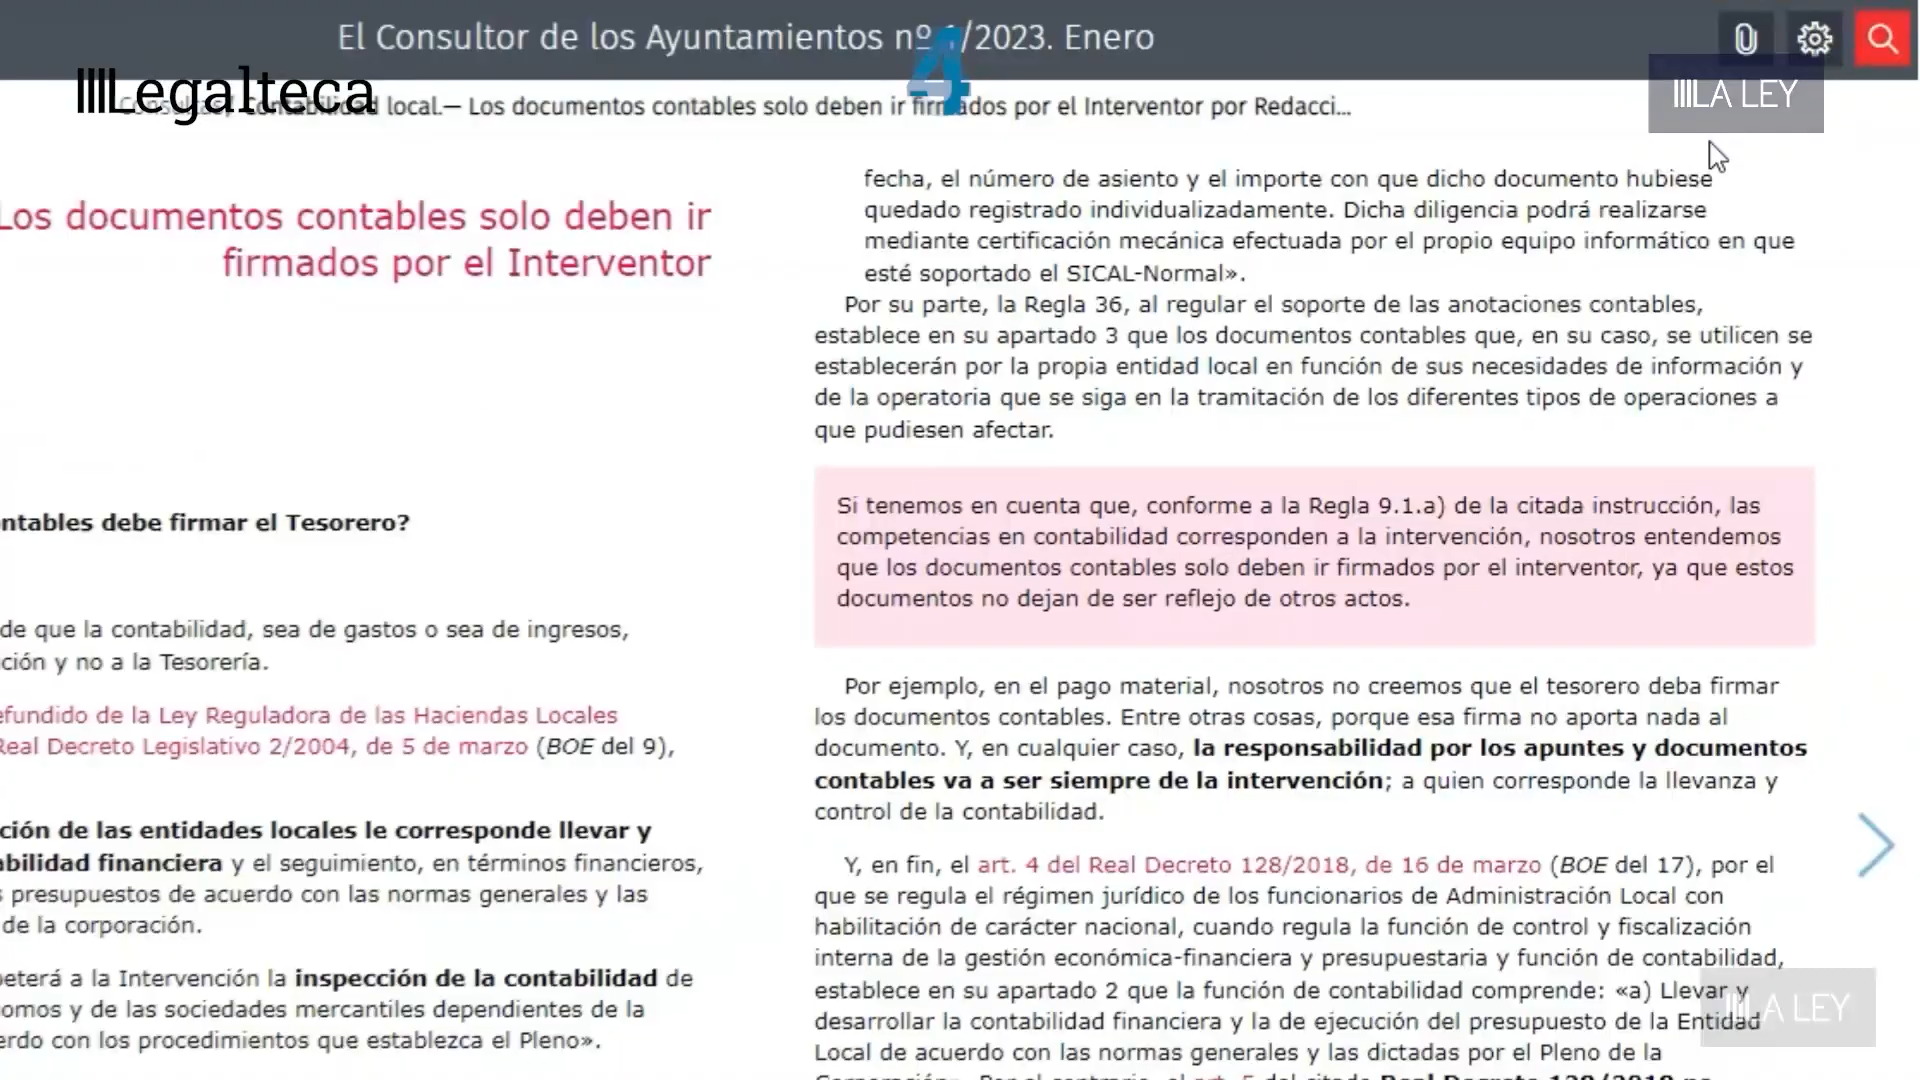 El Consultor de los Ayuntamientos nº 1/2023. Enero
4
Legalteca
LA LEY
Consultas/ Contabilidad local.— Los documentos contables solo deben ir firmados por el Interventor por Redacci...
Los documentos contables solo deben ir
firmados por el Interventor
ntables debe firmar el Tesorero?
de que la contabilidad, sea de gastos o sea de ingresos,
ción y no a la Tesorería.
efundido de la Ley Reguladora de las Haciendas Locales
Real Decreto Legislativo 2/2004, de 5 de marzo (BOE del 9),
ción de las entidades locales le corresponde llevar y
abilidad financiera y el seguimiento, en términos financieros,
s presupuestos de acuerdo con las normas generales y las
de la corporación.
peterá a la Intervención la inspección de la contabilidad de
omos y de las sociedades mercantiles dependientes de la
erdo con los procedimientos que establezca el Pleno».
fecha, el número de asiento y el importe con que dicho documento hubiese
quedado registrado individualizadamente. Dicha diligencia podrá realizarse
mediante certificación mecánica efectuada por el propio equipo informático en que
esté soportado el SICAL-Normal».
Por su parte, la Regla 36, al regular el soporte de las anotaciones contables,
establece en su apartado 3 que los documentos contables que, en su caso, se utilicen se
establecerán por la propia entidad local en función de sus necesidades de información y
de la operatoria que se siga en la tramitación de los diferentes tipos de operaciones a
que pudiesen afectar.
Si tenemos en cuenta que, conforme a la Regla 9.1.a) de la citada instrucción, las
competencias en contabilidad corresponden a la intervención, nosotros entendemos
que los documentos contables solo deben ir firmados por el interventor, ya que estos
documentos no dejan de ser reflejo de otros actos.
Por ejemplo, en el pago material, nosotros no creemos que el tesorero deba firmar
los documentos contables. Entre otras cosas, porque esa firma no aporta nada al
documento. Y, en cualquier caso, la responsabilidad por los apuntes y documentos
contables va a ser siempre de la intervención; a quien corresponde la llevanza y
control de la contabilidad.
Y, en fin, el art. 4 del Real Decreto 128/2018, de 16 de marzo (BOE del 17), por el
que se regula el régimen jurídico de los funcionarios de Administración Local con
habilitación de carácter nacional, cuando regula la función de control y fiscalización
interna de la gestión económica-financiera y presupuestaria y función de contabilidad,
establece en su apartado 2 que la función de contabilidad comprende: «a) Llevar y
desarrollar la contabilidad financiera y la de ejecución del presupuesto de la Entidad
Local de acuerdo con las normas generales y las dictadas por el Pleno de la
LA LEY